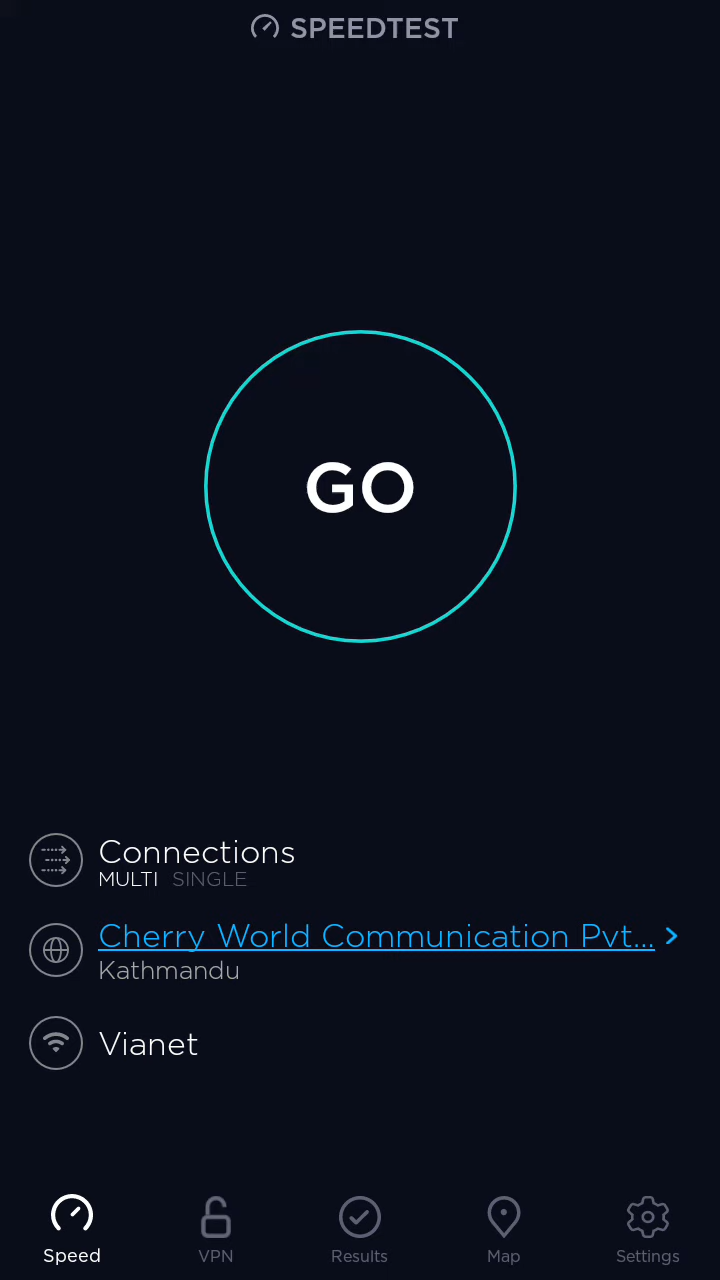 SPEEDTEST
GO
Connections
MULTI SINGLE
Cherry World Communication Pvt...
Kathmandu
Vianet
Speed VPN Results Map Settings